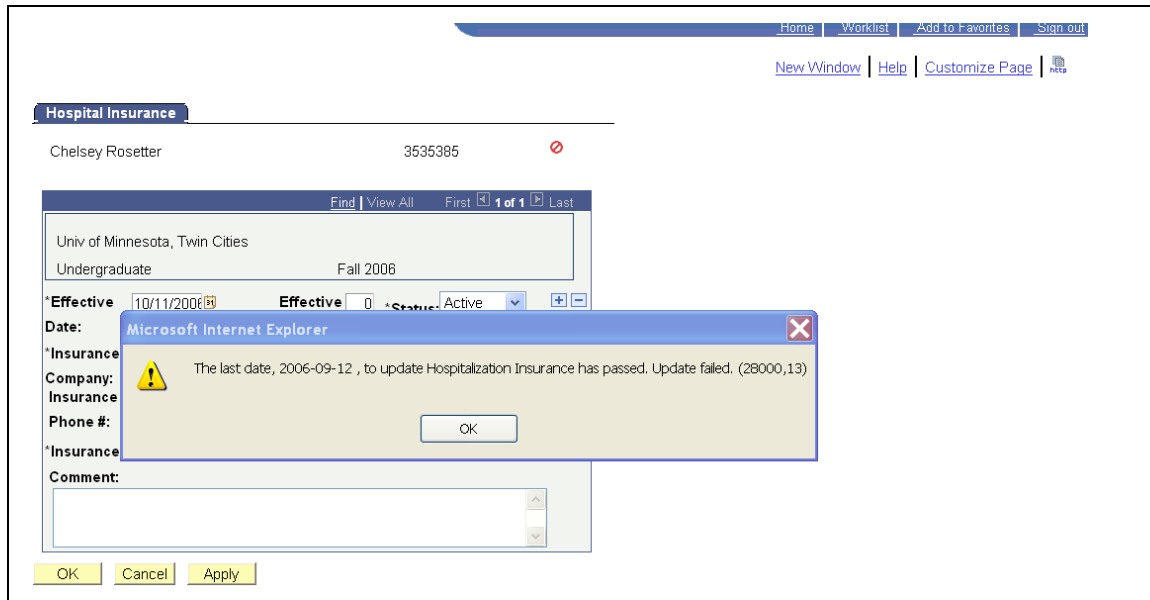 Home Worklist Add to Favorites Sign out
New Window Help Customize Page http
Hospital Insurance
Chelsey Rosetter 3535385
Find View All First 1 of 1 Last
Univ of Minnesota, Twin Cities
Undergraduate Fall 2006
*Effective 10/11/2006 Effective 0 *Status: Active
Date:
Microsoft Internet Explorer
*Insurance
Company:
The last date, 2006-09-12 , to update Hospitalization Insurance has passed. Update failed. (28000,13)
Insurance
Phone #:
OK
*Insurance
Comment:
OK Cancel Apply